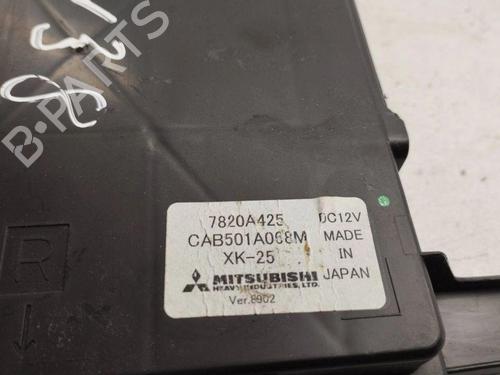 B-PARTS
R
7820A425 DC12V
CAB501A068M MADE
XK-25 IN
MITSUBISHI JAPAN
HEAVY INDUSTRIES, LTD.
Ver.8902